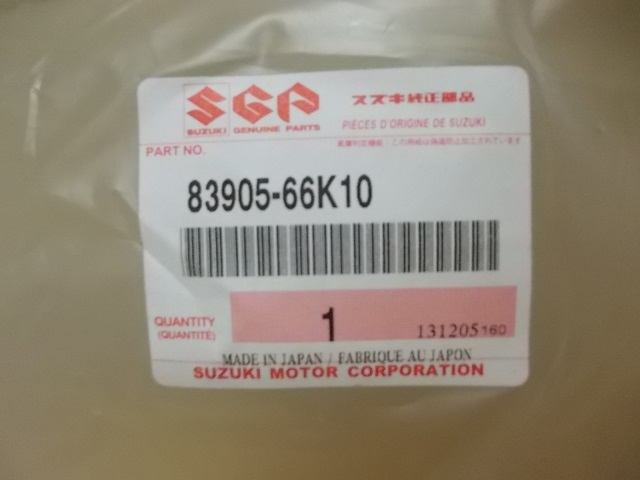 SGP スズキ純正部品
SUZUKI GENUINE PARTS PIÈCES D'ORIGINE DE SUZUKI
PART NO.
83905-66K10
1 131205160
QUANTITY
(QUANTITÉ)
MADE IN JAPAN / FABRIQUE AU JAPON
SUZUKI MOTOR CORPORATION